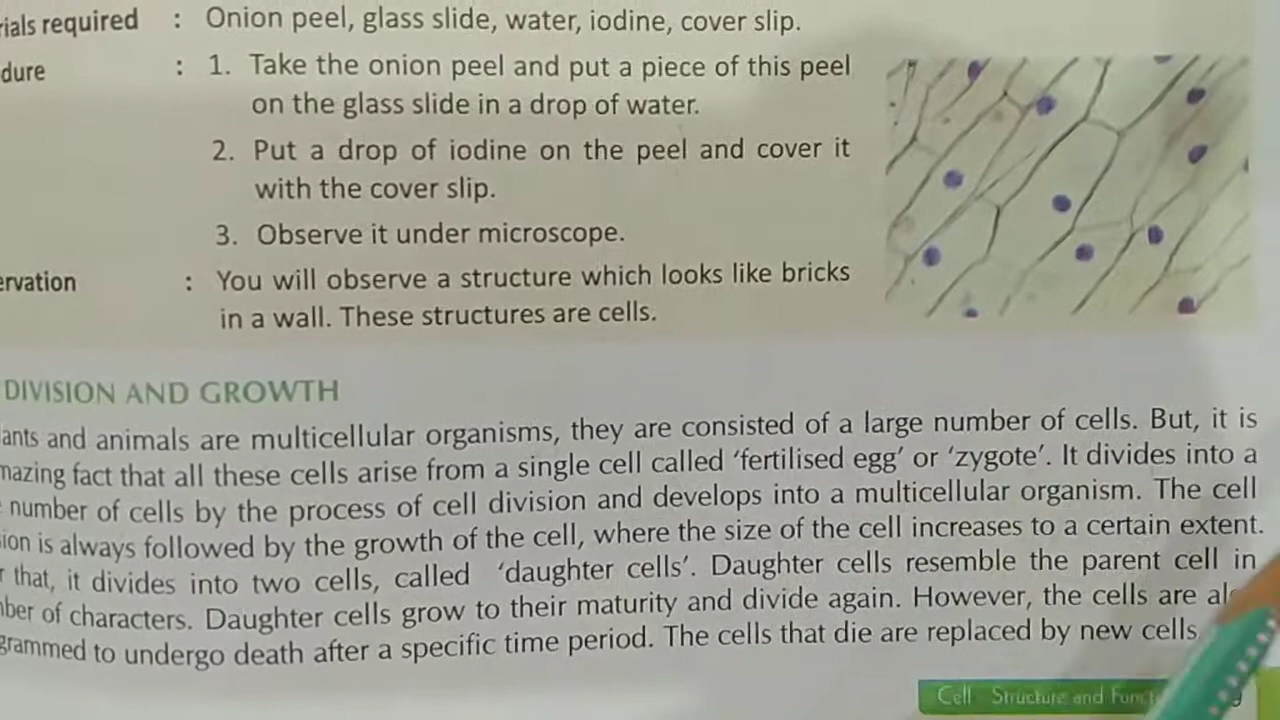 rials required : Onion peel, glass slide, water, iodine, cover slip.
dure : 1. Take the onion peel and put a piece of this peel
on the glass slide in a drop of water.
2. Put a drop of iodine on the peel and cover it
with the cover slip.
3. Observe it under microscope.
ervation : You will observe a structure which looks like bricks
in a wall. These structures are cells.
DIVISION AND GROWTH
ants and animals are multicellular organisms, they are consisted of a large number of cells. But, it is
mazing fact that all these cells arise from a single cell called 'fertilised egg' or 'zygote'. It divides into a
number of cells by the process of cell division and develops into a multicellular organism. The cell
sion is always followed by the growth of the cell, where the size of the cell increases to a certain extent.
r that, it divides into two cells, called 'daughter cells'. Daughter cells resemble the parent cell in
mber of characters. Daughter cells grow to their maturity and divide again. However, the cells are al
grammed to undergo death after a specific time period. The cells that die are replaced by new cells
Cell Structure and Funct